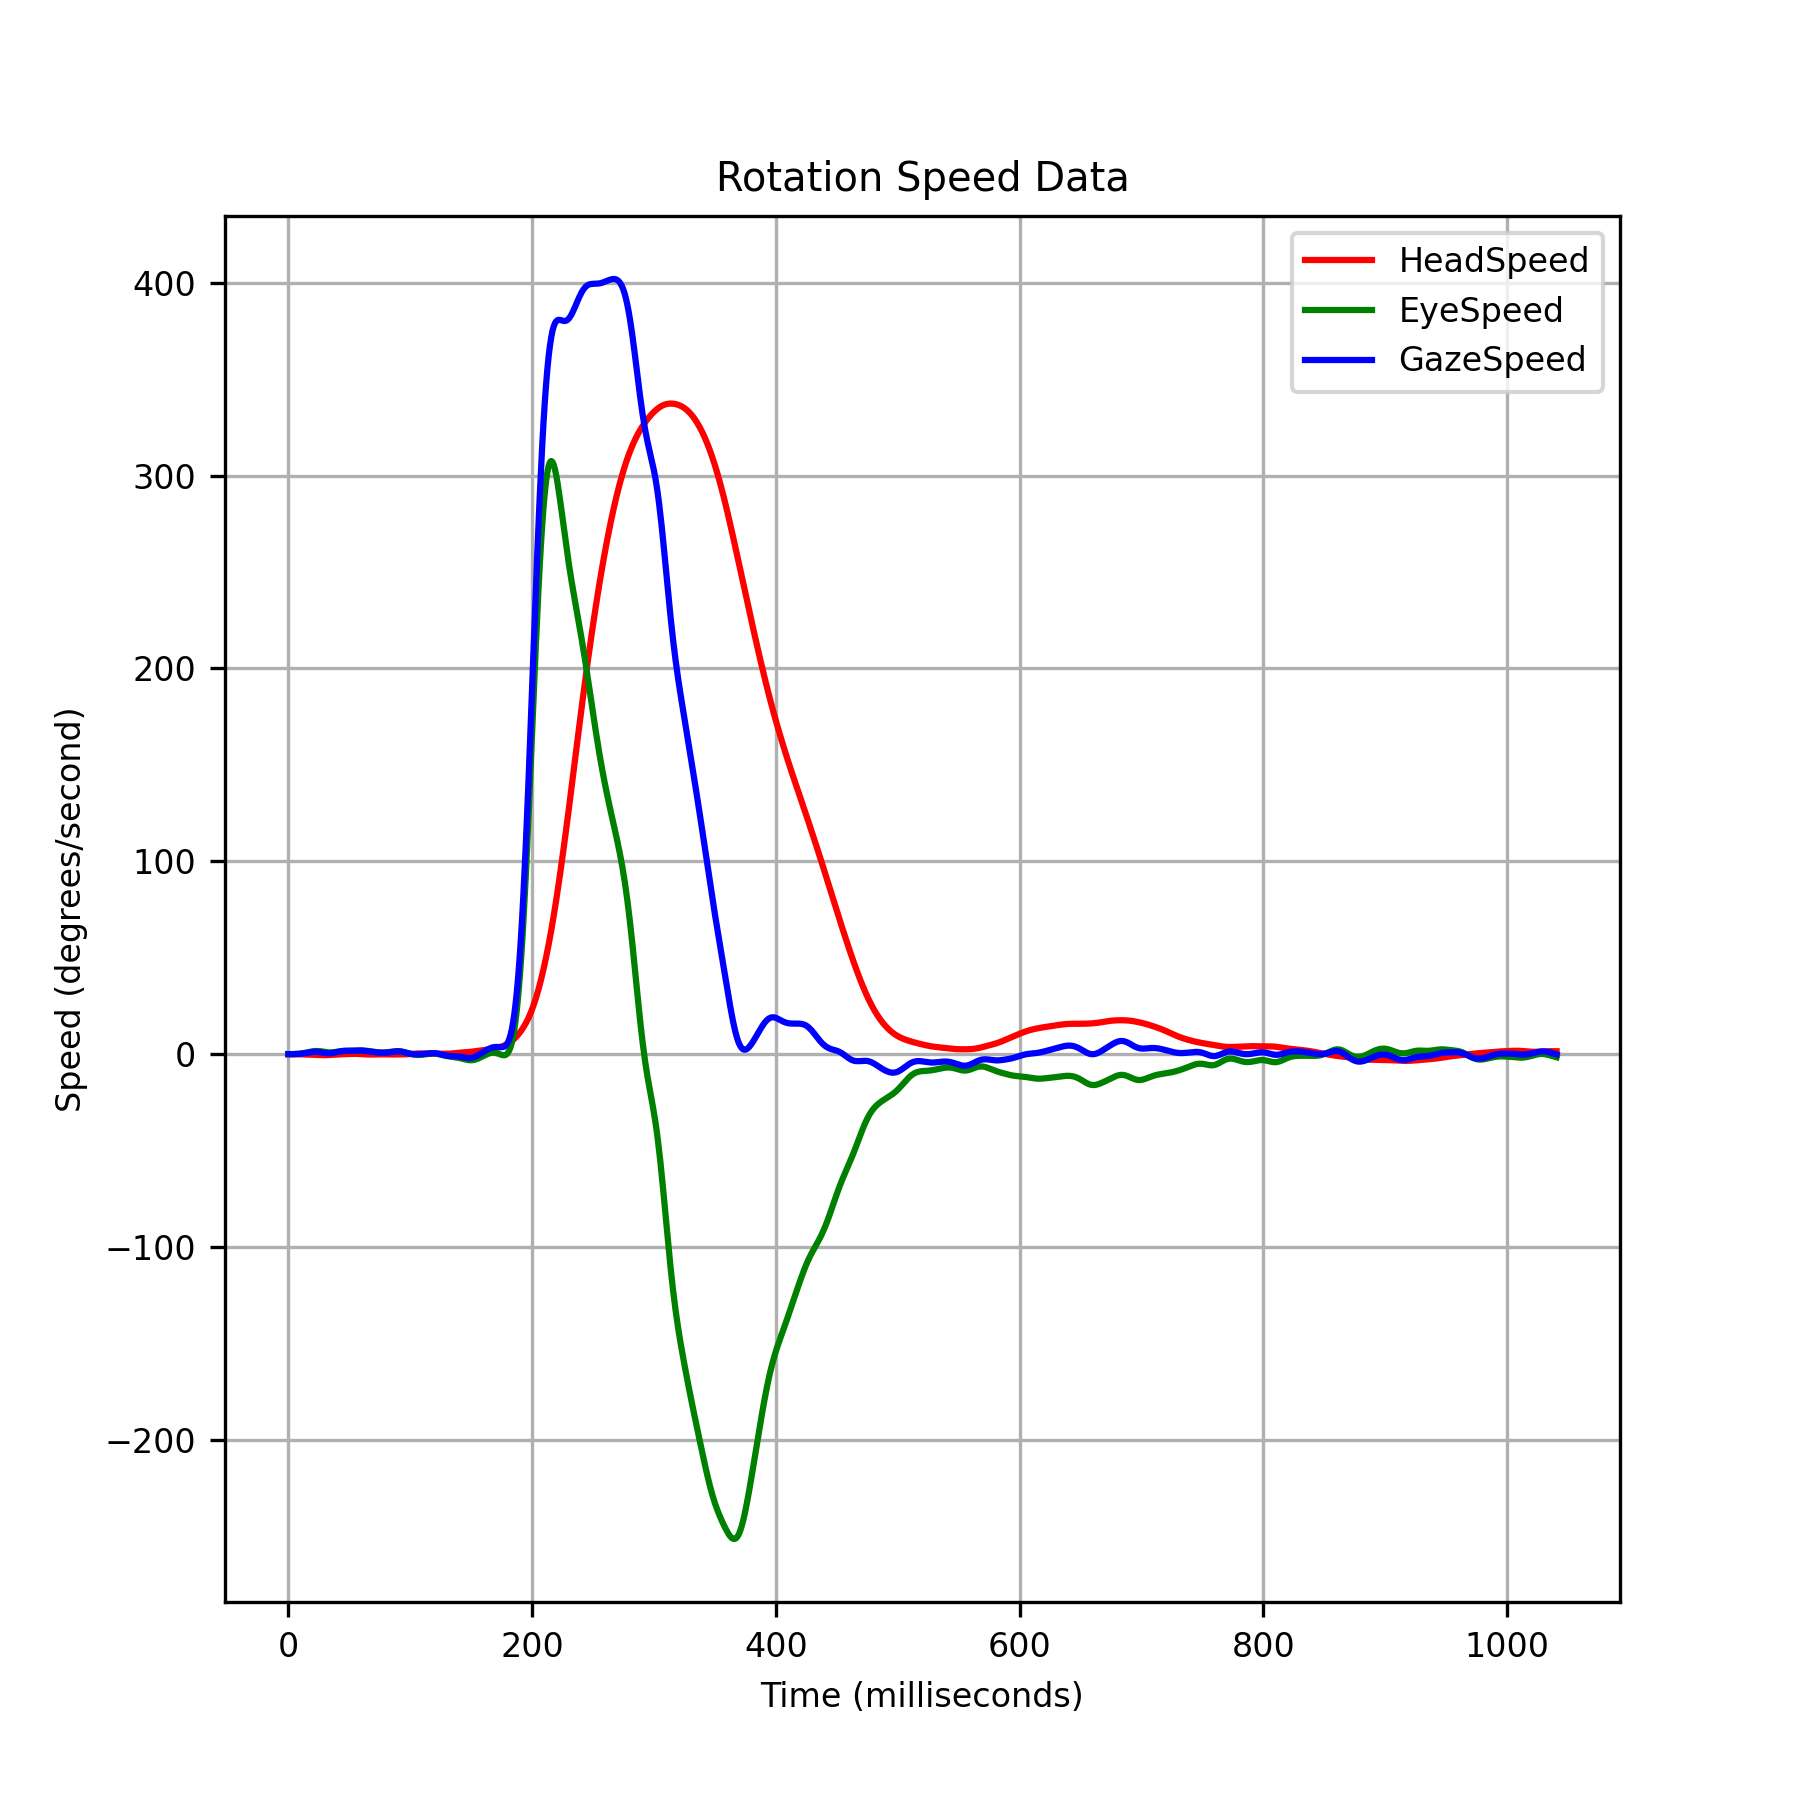 Rotation Speed Data
HeadSpeed
EyeSpeed
GazeSpeed
Speed (degrees/second)
400
300
200
100
0
−100
−200
0 200 400 600 800 1000
Time (milliseconds)